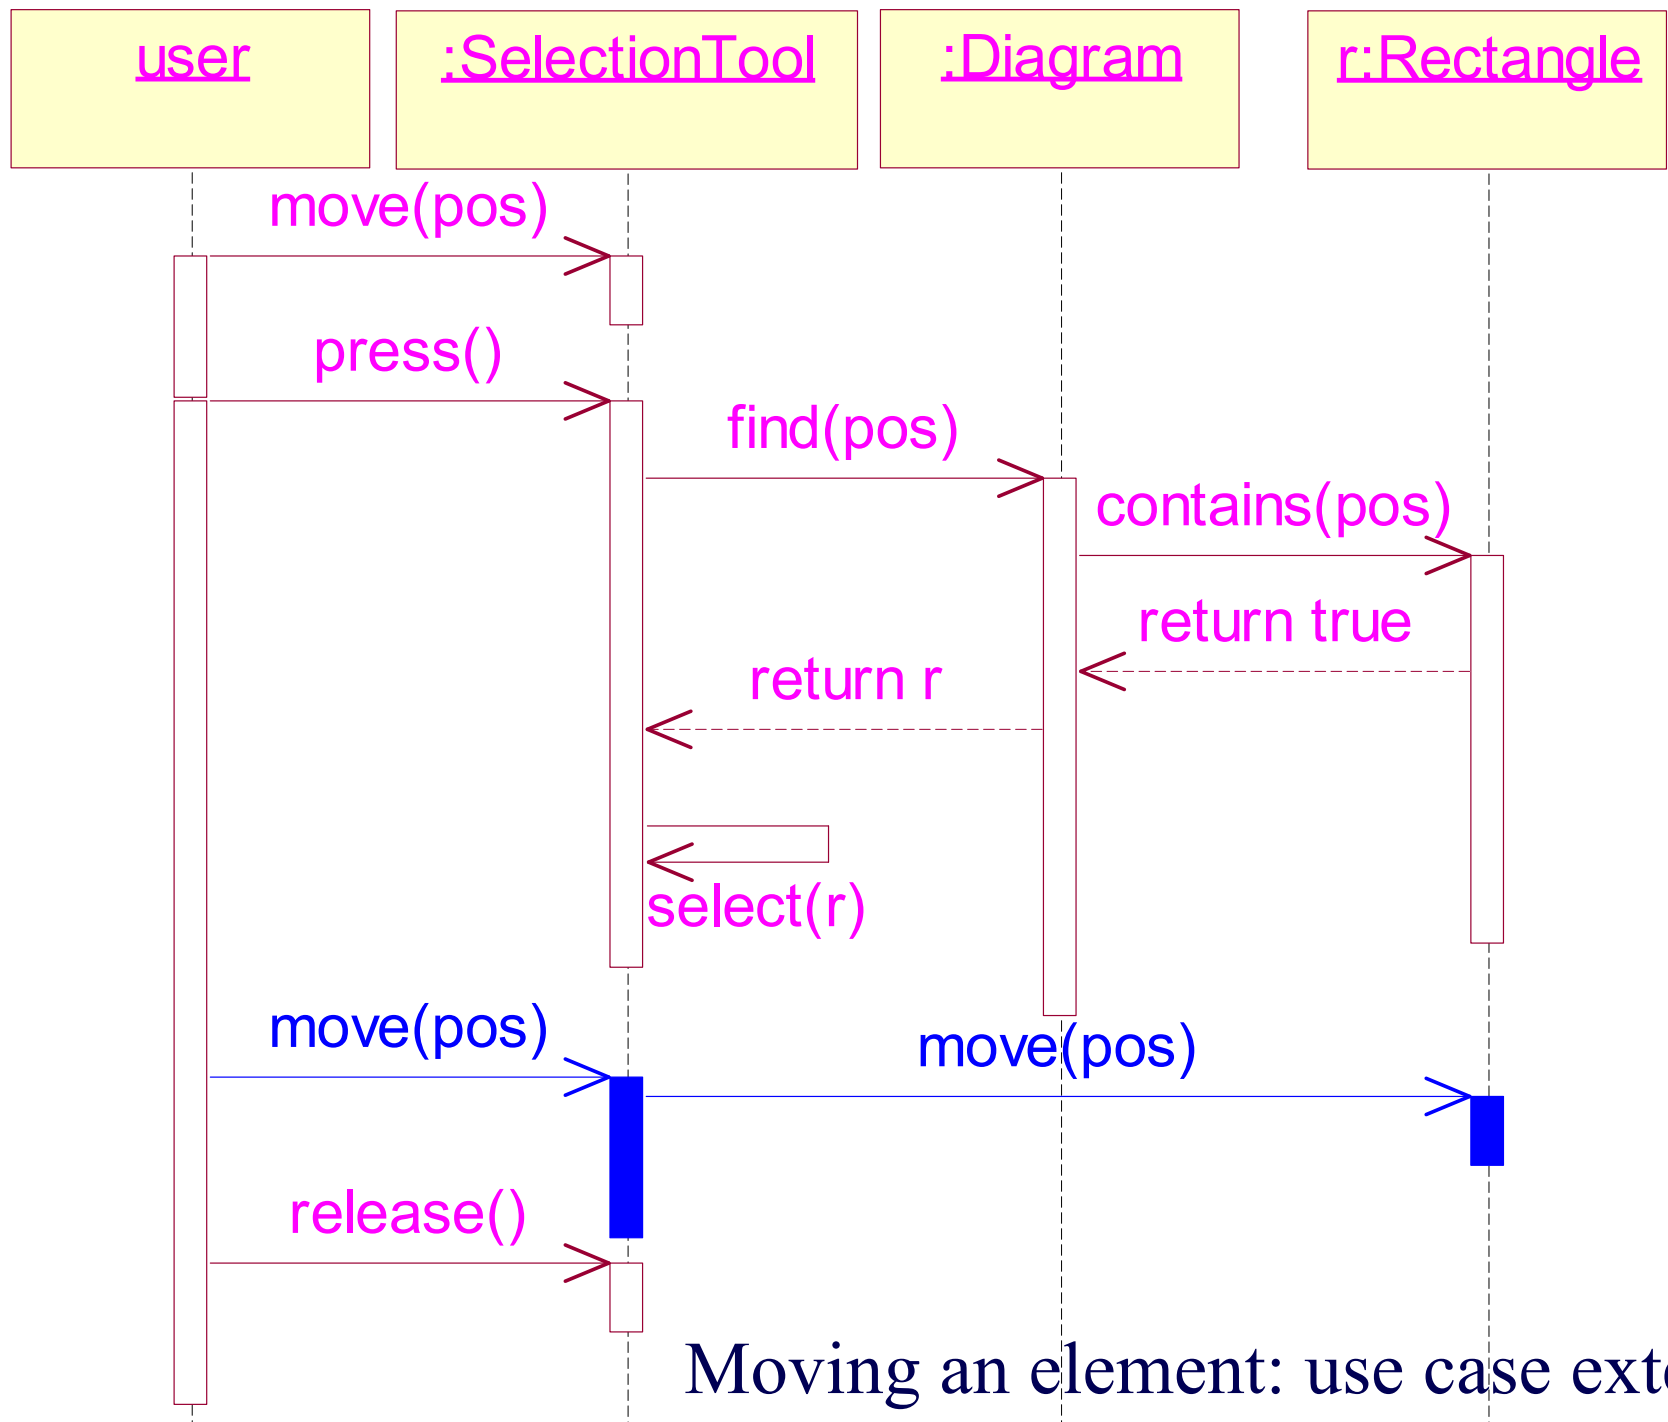 user
:SelectionTool
:Diagram
r:Rectangle
move(pos)
press()
find(pos)
contains(pos)
return true
return r
select(r)
move(pos)
move(pos)
release()
Moving an element: use case